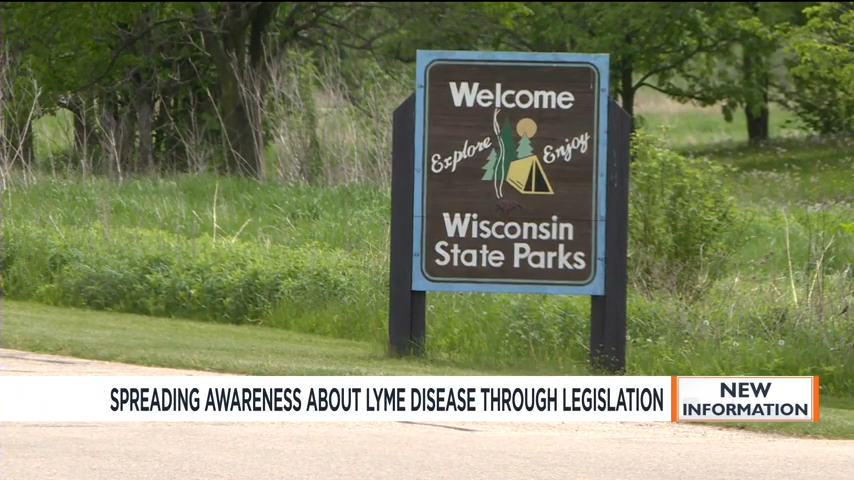 Welcome
Explore Enjoy
Wisconsin
State Parks
SPREADING AWARENESS ABOUT LYME DISEASE THROUGH LEGISLATION
NEW
INFORMATION